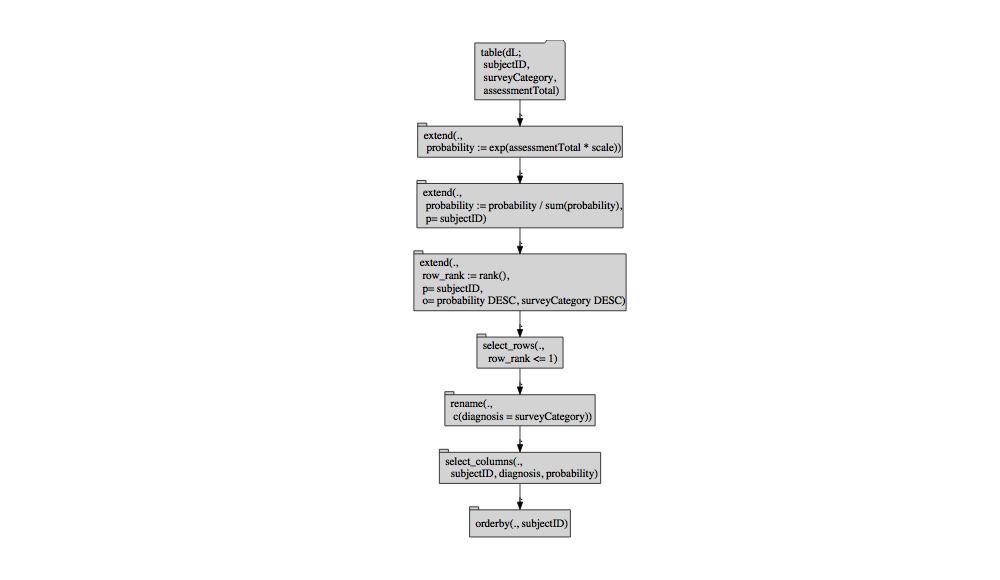 table(dL;
subjectID,
surveyCategory,
assessmentTotal)
extend(.,
probability := exp(assessmentTotal * scale))
extend(.,
probability := probability / sum(probability),
p= subjectID)
extend(.,
row_rank := rank(),
p= subjectID,
o= probability DESC, surveyCategory DESC)
select_rows(.,
row_rank <= 1)
rename(.,
c(diagnosis = surveyCategory))
select_columns(.,
subjectID, diagnosis, probability)
orderby(., subjectID)